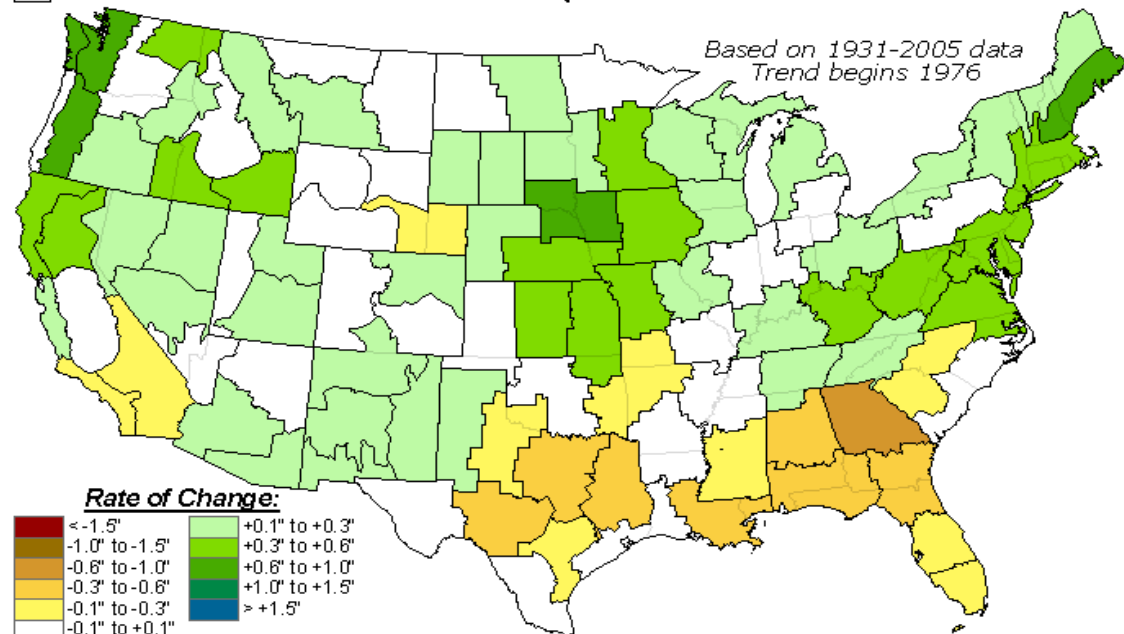 Based on 1931-2005 data
Trend begins 1976
Rate of Change:
< -1.5"
-1.0" to -1.5"
-0.6" to -1.0"
-0.3" to -0.6"
-0.1" to -0.3"
-0.1" to +0.1"
+0.1" to +0.3"
+0.3" to +0.6"
+0.6" to +1.0"
+1.0" to +1.5"
> +1.5"